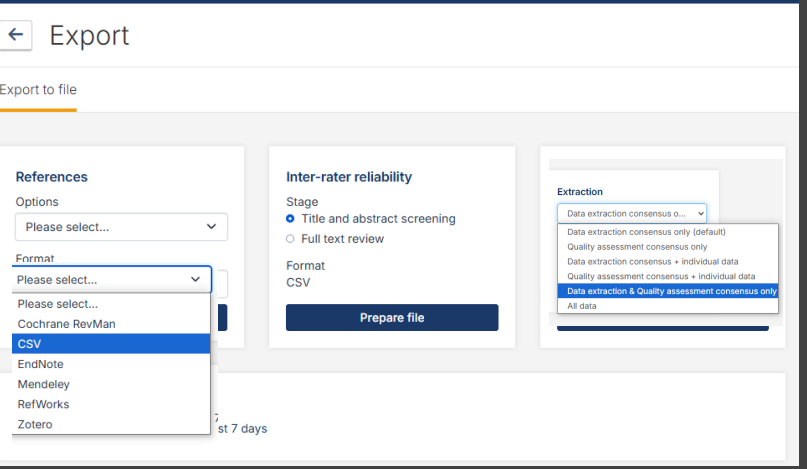 Export
Export to file
References
Options
Please select...
Format
Please select...
Please select...
Cochrane RevMan
CSV
EndNote
Mendeley
RefWorks
Zotero
Inter-rater reliability
Stage
Title and abstract screening
Full text review
Format
CSV
Prepare file
Extraction
Data extraction consensus o...
Data extraction consensus only (default)
Quality assessment consensus only
Data extraction consensus + individual data
Quality assessment consensus + individual data
Data extraction & Quality assessment consensus only
All data
7
st 7 days